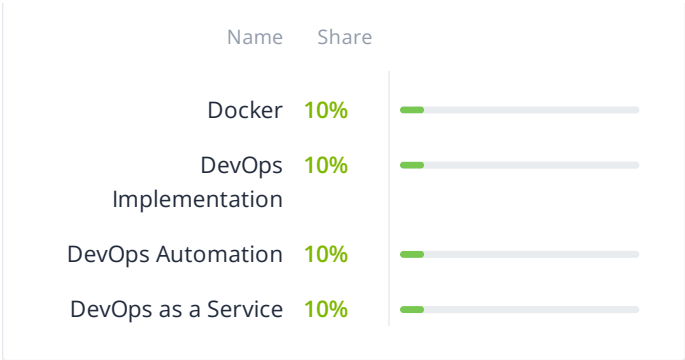 Name Share
Docker 10%
DevOps 10%
Implementation
DevOps Automation 10%
DevOps as a Service 10%